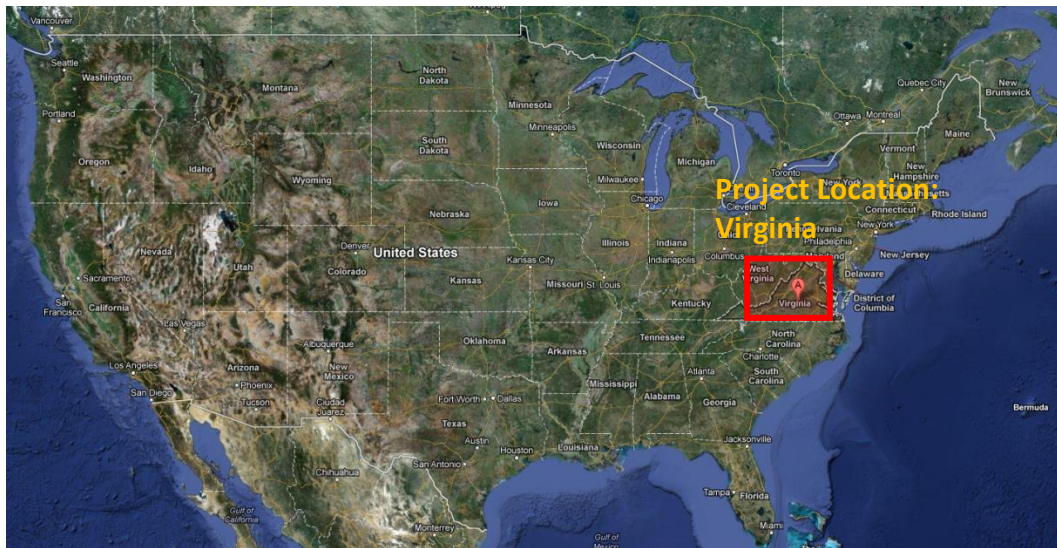 Vancouver
Seattle
Washington
Portland
Oregon
Idaho
Montana
North
Dakota
Minnesota
Minneapolis
South
Dakota
Wisconsin
Michigan
Milwaukee
Chicago
Wyoming
Nebraska
Iowa
Illinois
Indiana
Indianapolis
Quebec City
New
Brunswick
Ottawa
Montreal
Maine
Vermont
New
Hampshire
Toronto
New York
Project Location:
Virginia
Cleveland
Connecticut
Rhode Island
New York
Philadelphia
New Jersey
Columbus
Maryland
Delaware
District of
Columbia
West
Virginia
A
Virginia
Nevada
Utah
Denver
Colorado
United States
Kansas
Kansas City
Missouri
St. Louis
Kentucky
Sacramento
San
Francisco
California
Las Vegas
Los Angeles
San Diego
Arizona
Phoenix
Tucson
Albuquerque
New
Mexico
Ciudad
Juarez
Oklahoma
Arkansas
Tennessee
North
Carolina
Charlotte
South
Carolina
Atlanta
Mississippi
Alabama
Georgia
Fort Worth
Dallas
Texas
Austin
Houston
San Antonio
Louisiana
Jacksonville
Tampa
Florida
Miami
Bermuda
Chihuahua
Monterrey
Gulf of
California
Gulf of
Mexico